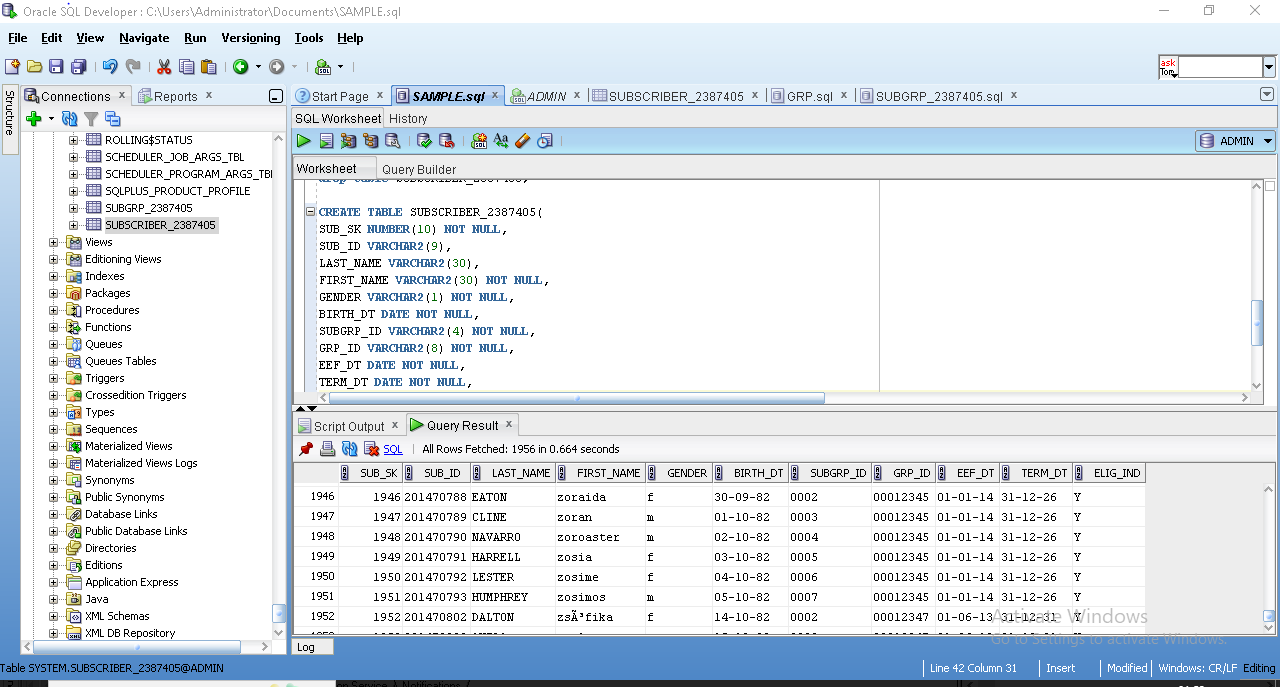 Oracle SQL Developer : C:\Users\Administrator\Documents\SAMPLE.sql
File Edit View Navigate Run Versioning Tools Help
ask
Tom
Structure
Connections x Reports x
ROLLING$STATUS
SCHEDULER_JOB_ARGS_TBL
SCHEDULER_PROGRAM_ARGS_TBI
SQLPLUS_PRODUCT_PROFILE
SUBGRP_2387405
SUBSCRIBER_2387405
Views
Editioning Views
Indexes
Packages
Procedures
Functions
Queues
Queues Tables
Triggers
Crossedition Triggers
Types
Sequences
Materialized Views
Materialized Views Logs
Synonyms
Public Synonyms
Database Links
Public Database Links
Directories
Editions
Application Express
Java
XML Schemas
XML DB Repository
Start Page x SAMPLE.sql x ADMIN x SUBSCRIBER_2387405 x GRP.sql x SUBGRP_2387405.sql x
SQL Worksheet History
ADMIN
Worksheet Query Builder
CREATE TABLE SUBSCRIBER_2387405(
SUB_SK NUMBER(10) NOT NULL,
SUB_ID VARCHAR2(9),
LAST_NAME VARCHAR2(30),
FIRST_NAME VARCHAR2(30) NOT NULL,
GENDER VARCHAR2(1) NOT NULL,
BIRTH_DT DATE NOT NULL,
SUBGRP_ID VARCHAR2(4) NOT NULL,
GRP_ID VARCHAR2(8) NOT NULL,
EEF_DT DATE NOT NULL,
TERM_DT DATE NOT NULL,
Script Output x Query Result x
SQL | All Rows Fetched: 1956 in 0.664 seconds
SUB_SK SUB_ID LAST_NAME FIRST_NAME GENDER BIRTH_DT SUBGRP_ID GRP_ID EEF_DT TERM_DT ELIG_IND
1946 1946 201470788 EATON zoraida f 30-09-82 0002 00012345 01-01-14 31-12-26 Y
1947 1947 201470789 CLINE zoran m 01-10-82 0003 00012345 01-01-14 31-12-26 Y
1948 1948 201470790 NAVARRO zoroaster m 02-10-82 0004 00012345 01-01-14 31-12-26 Y
1949 1949 201470791 HARRELL zosia f 03-10-82 0005 00012345 01-01-14 31-12-26 Y
1950 1950 201470792 LESTER zosime f 04-10-82 0006 00012345 01-01-14 31-12-26 Y
1951 1951 201470793 HUMPHREY zosimos m 05-10-82 0007 00012345 01-01-14 31-12-26 Y
1952 1952 201470802 DALTON zsÃ³fika f 14-10-82 0002 00012347 01-06-13 31-12-31 Y
Activate Windows
Go to Settings to activate Windows.
Log
Table SYSTEM.SUBSCRIBER_2387405@ADMIN
Line 42 Column 31 Insert Modified Windows: CR/LF Editing